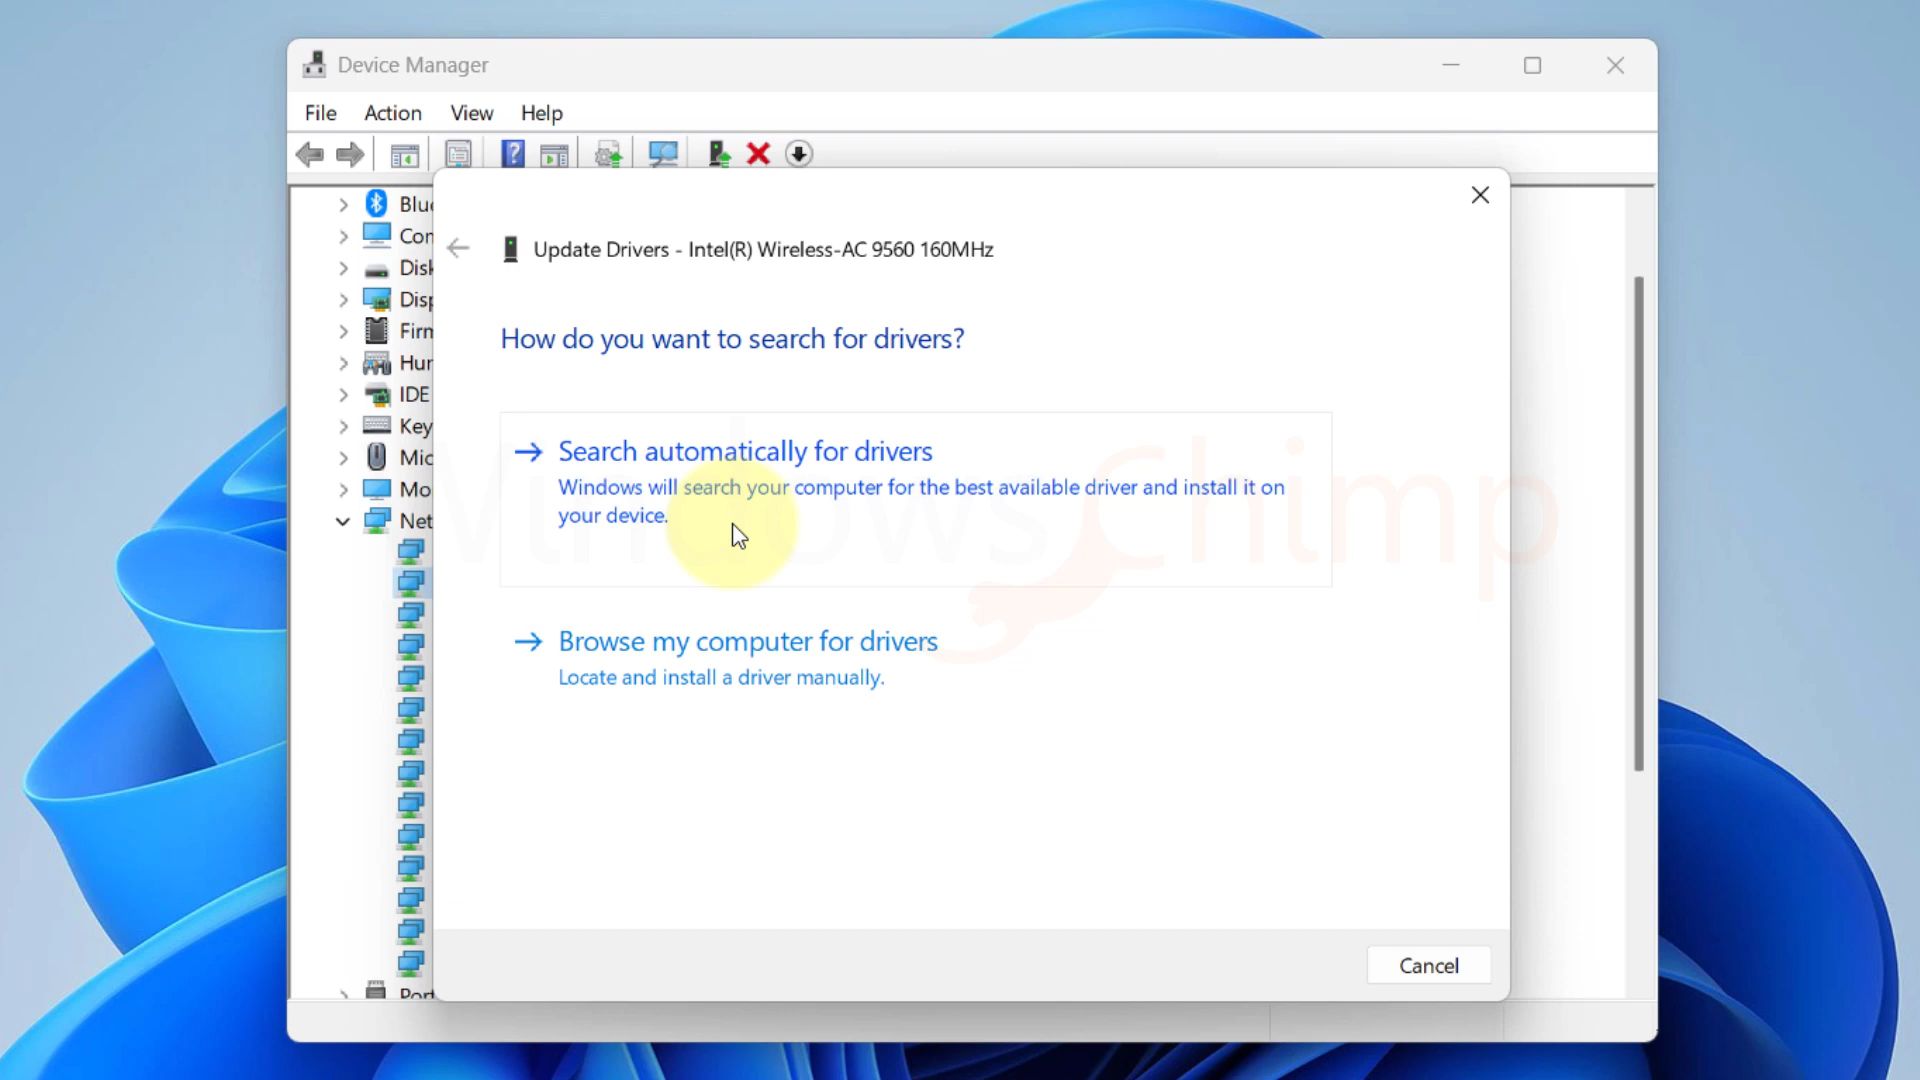 Device Manager
File Action View Help
Blu
Con
Disk
Disp
Firm
Hur
IDE
Key
Mic
Mo
Net
Port
Update Drivers - Intel(R) Wireless-AC 9560 160MHz
How do you want to search for drivers?
Search automatically for drivers
Windows will search your computer for the best available driver and install it on
your device.
Browse my computer for drivers
Locate and install a driver manually.
Cancel
Windows Chimp